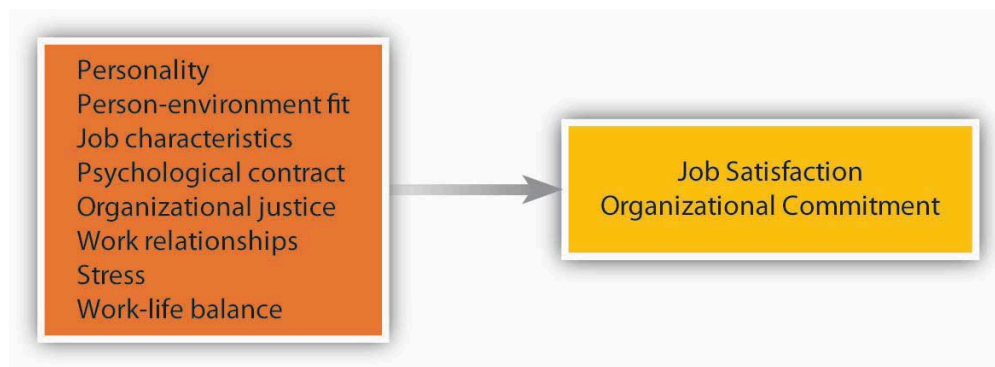 Personality
Person-environment fit
Job characteristics
Psychological contract
Organizational justice
Work relationships
Stress
Work-life balance
Job Satisfaction
Organizational Commitment